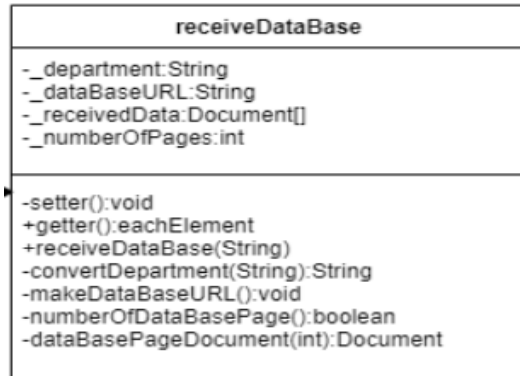 receiveDataBase
-_department:String
-_dataBaseURL:String
-_receivedData:Document[]
-_numberOfPages:int
-setter():void
+getter():eachElement
+receiveDataBase(String)
-convertDepartment(String):String
-makeDataBaseURL():void
-numberOfDataBasePage():boolean
-dataBasePageDocument(int):Document